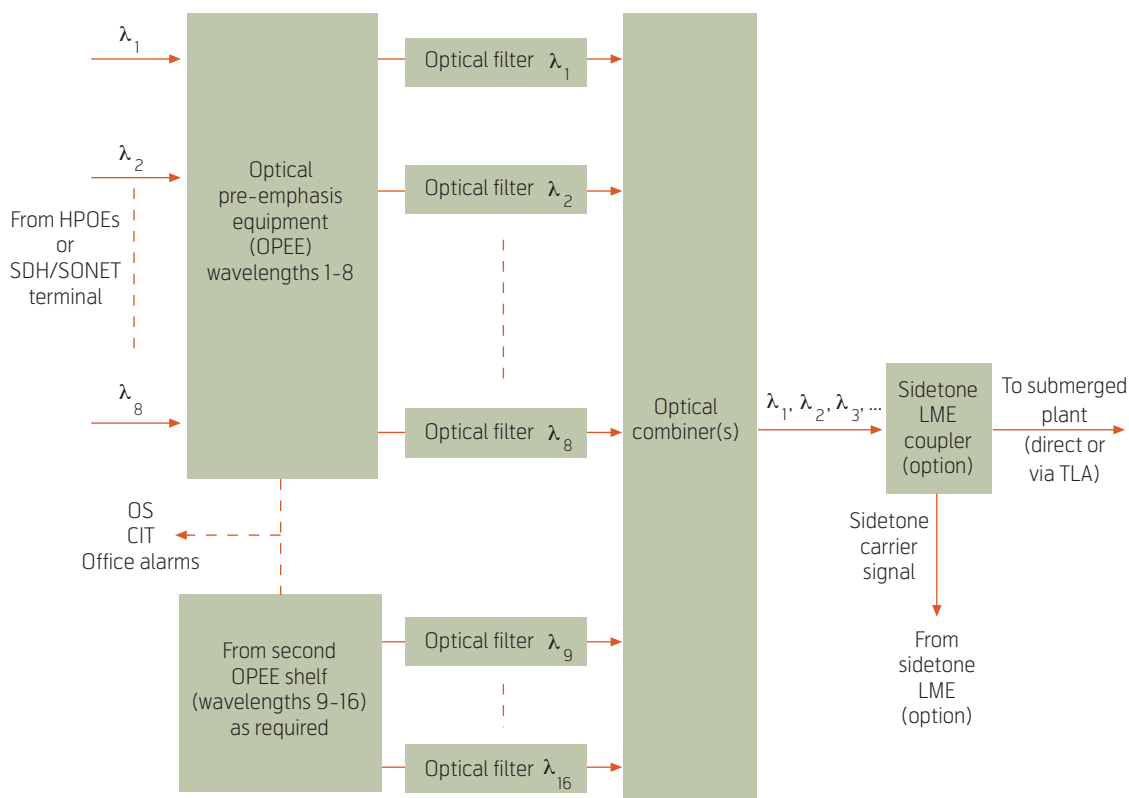 λ1
λ2
From HPOEs
or
SDH/SONET
terminal
λ8
Optical
pre-emphasis
equipment
(OPEE)
wavelengths 1-8
Optical filter λ1
Optical filter λ2
Optical filter λ8
OS
CIT
Office alarms
From second
OPEE shelf
(wavelengths 9-16)
as required
Optical filter λ9
Optical filter λ16
Optical
combiner(s)
λ1, λ2, λ3, ...
Sidetone
LME
coupler
(option)
To submerged
plant
(direct or
via TLA)
Sidetone
carrier
signal
From
sidetone
LME
(option)